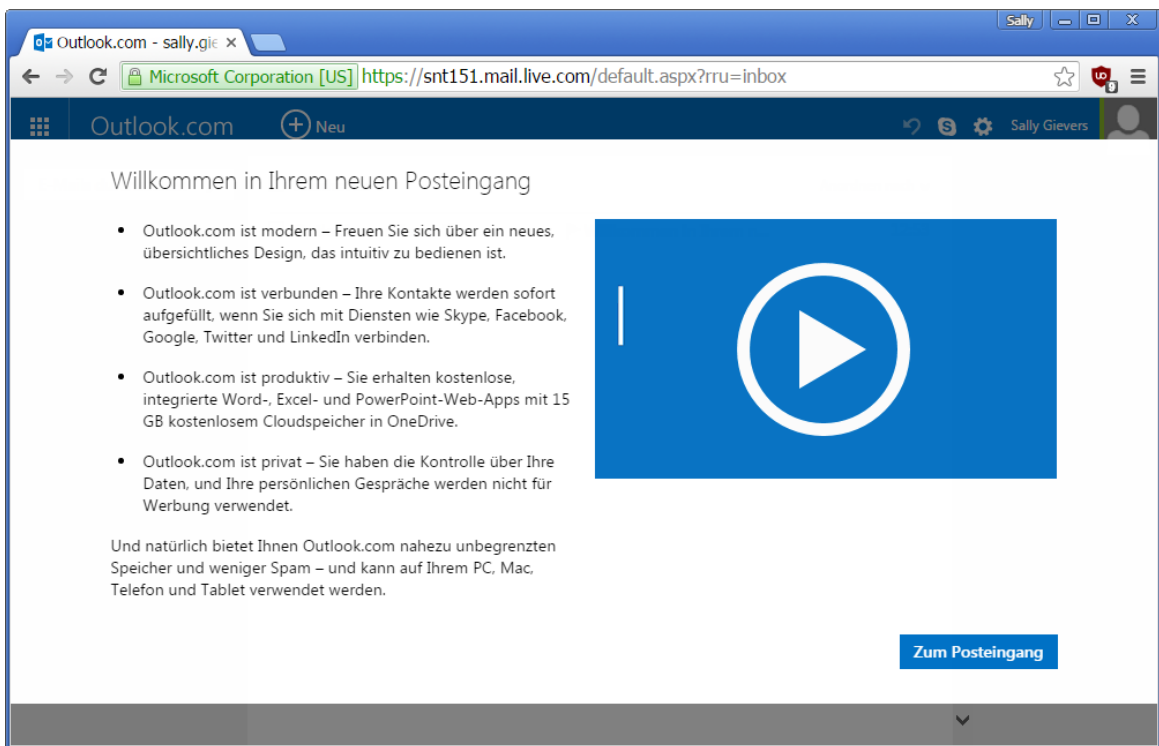 Sally
Outlook.com - sally.gie
Microsoft Corporation [US] https://snt151.mail.live.com/default.aspx?rru=inbox
9
Outlook.com
Neu
Sally Gievers
Willkommen in Ihrem neuen Posteingang
• Outlook.com ist modern – Freuen Sie sich über ein neues,
übersichtliches Design, das intuitiv zu bedienen ist.
• Outlook.com ist verbunden – Ihre Kontakte werden sofort
aufgefüllt, wenn Sie sich mit Diensten wie Skype, Facebook,
Google, Twitter und LinkedIn verbinden.
• Outlook.com ist produktiv – Sie erhalten kostenlose,
integrierte Word-, Excel- und PowerPoint-Web-Apps mit 15
GB kostenlosem Cloudspeicher in OneDrive.
• Outlook.com ist privat – Sie haben die Kontrolle über Ihre
Daten, und Ihre persönlichen Gespräche werden nicht für
Werbung verwendet.
Und natürlich bietet Ihnen Outlook.com nahezu unbegrenzten
Speicher und weniger Spam – und kann auf Ihrem PC, Mac,
Telefon und Tablet verwendet werden.
Zum Posteingang